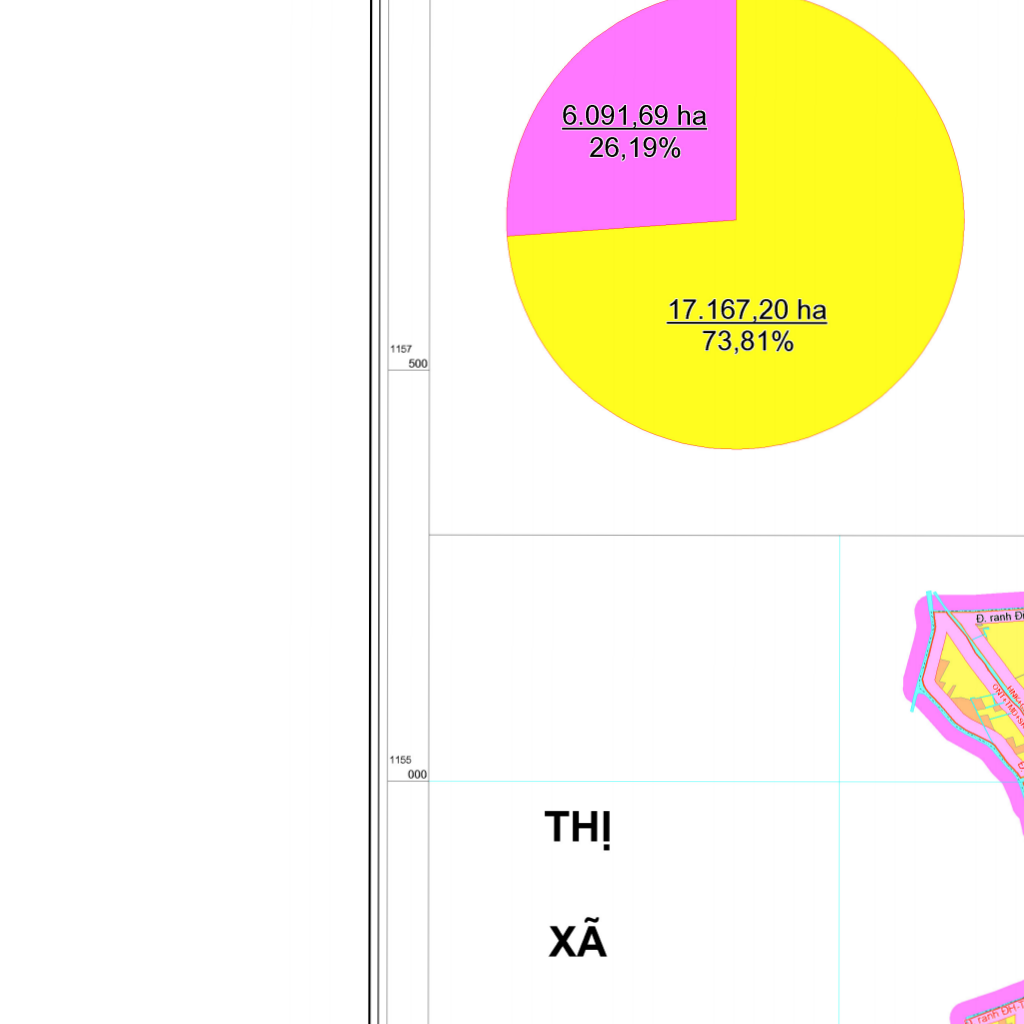 6.091,69 ha
26,19%
17.167,20 ha
73,81%
1157
500
Đ. ranh
1155
000
THỊ
XÃ
ranh